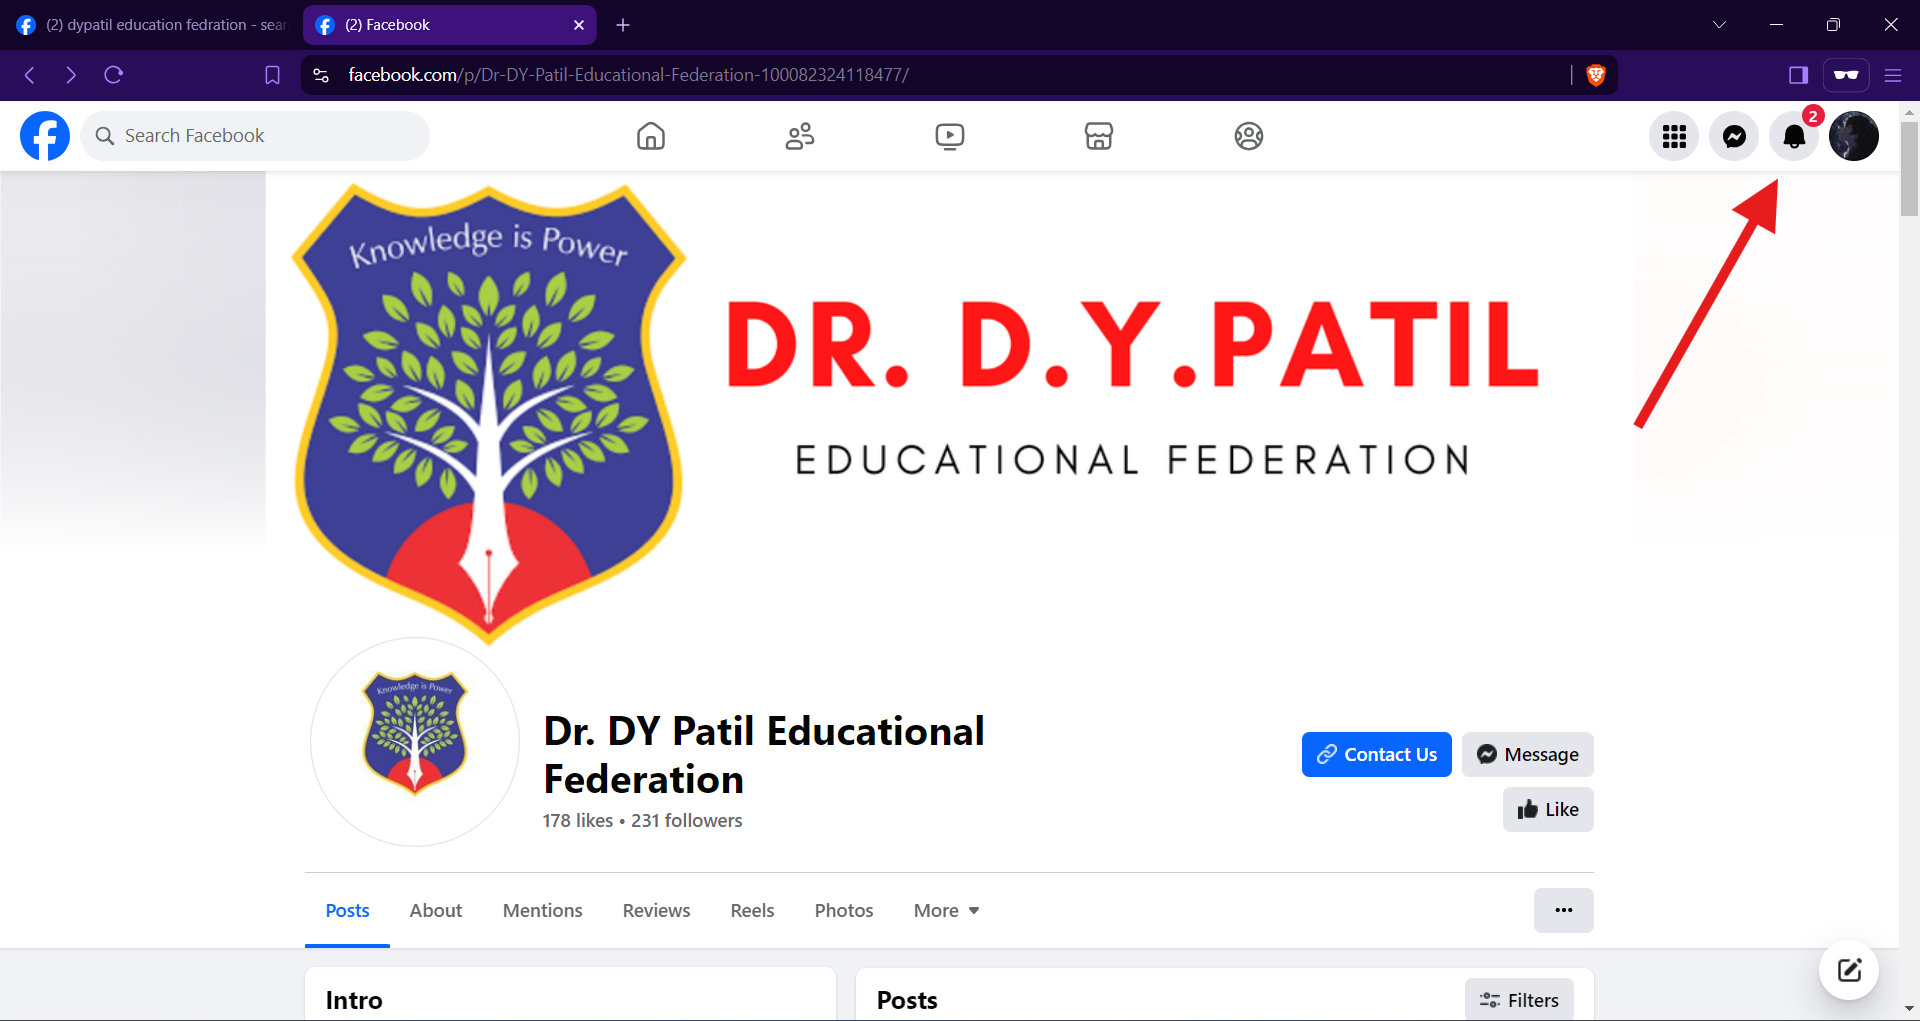 (2) dypatil education fedration - sear
(2) Facebook
facebook.com/p/Dr-DY-Patil-Educational-Federation-100082324118477/
Search Facebook
2
Knowledge is Power
DR. D.Y.PATIL
EDUCATIONAL FEDERATION
Knowledge is Power
Dr. DY Patil Educational
Federation
178 likes • 231 followers
Contact Us
Message
Like
Posts
About
Mentions
Reviews
Reels
Photos
More
Intro
Posts
Filters